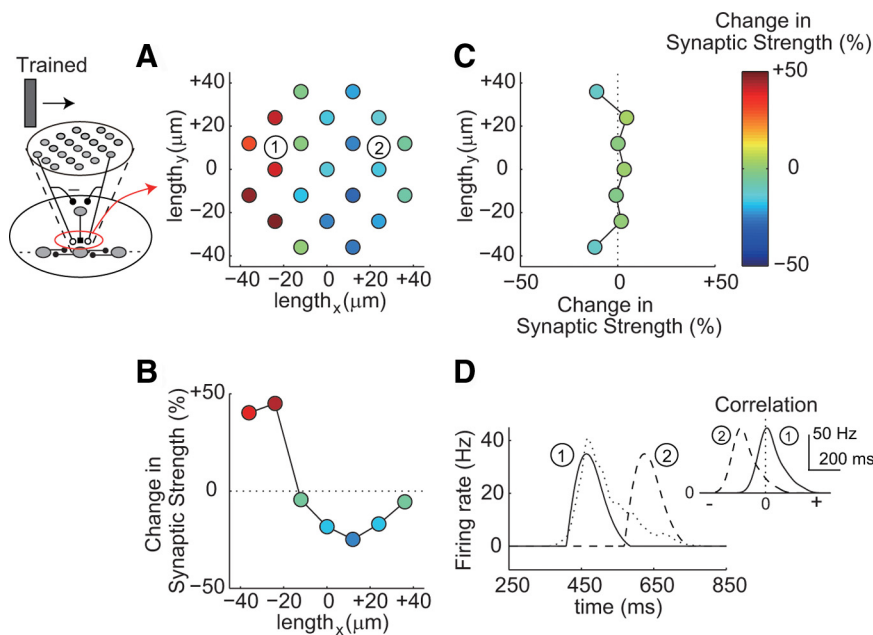 Trained
A
+40
+20
0
−20
−40
length_y(μm)
1
2
−40
−20
0
+20
+40
length_x(μm)
C
+40
+20
0
−20
−40
length_y(μm)
−50
0
+50
Change in
Synaptic Strength (%)
Change in
Synaptic Strength (%)
+50
0
−50
B
+50
0
−50
Change in
Synaptic Strength (%)
−40
−20
0
+20
+40
length_x(μm)
D
40
20
0
Firing rate (Hz)
1
2
250
450
650
850
time (ms)
Correlation
2
1
50 Hz
200 ms
0
-
0
+